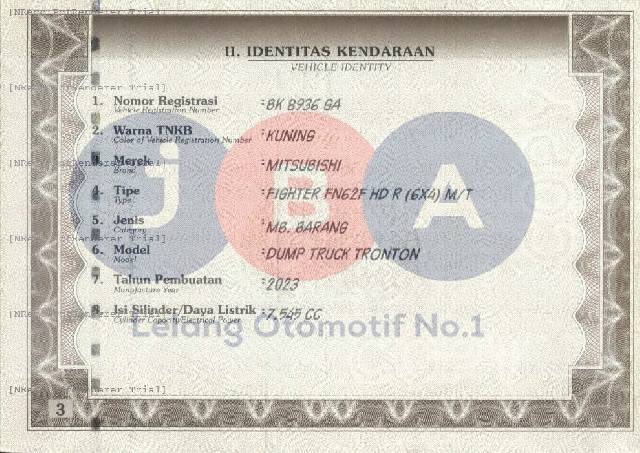 II. IDENTITAS KENDARAAN
VEHICLE IDENTITY
1. Nomor Registrasi : BK 8936 GA
Vehicle Registration Number
2. Warna TNKB : KUNING
Color of Vehicle Registration Number
3. Merek : MITSUBISHI
Brand
4. Tipe : FIGHTER FN62F HD R (6X4) M/T
Type
5. Jenis : MB. BARANG
Category
6. Model : DUMP TRUCK TRONTON
Model
7. Tahun Pembuatan : 2023
Manufacture Year
8. Isi Silinder/Daya Listrik : 7.545 CC
Cylinder Capacity/Electrical Power
J B A
Lelang Otomotif No.1
3